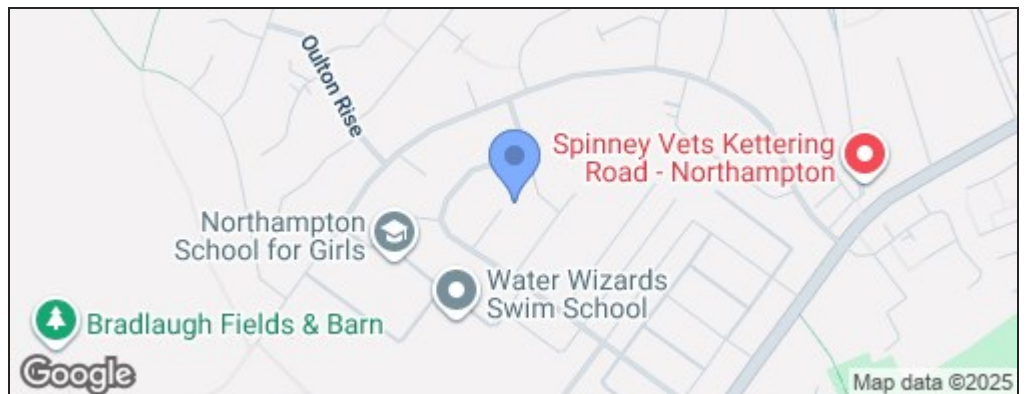 Oulton Rise
Spinney Vets Kettering
Road - Northampton
Northampton
School for Girls
Water Wizards
Swim School
Bradlaugh Fields & Barn
Google
Map data ©2025